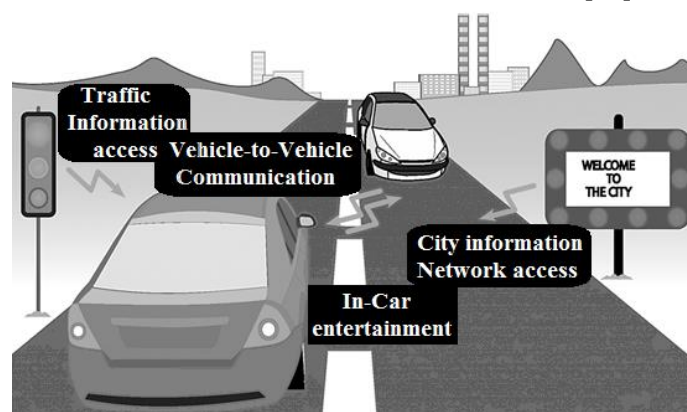 Traffic
Information
access
Vehicle-to-Vehicle
Communication
WELCOME
TO
THE CITY
City information
Network access
In-Car
entertainment